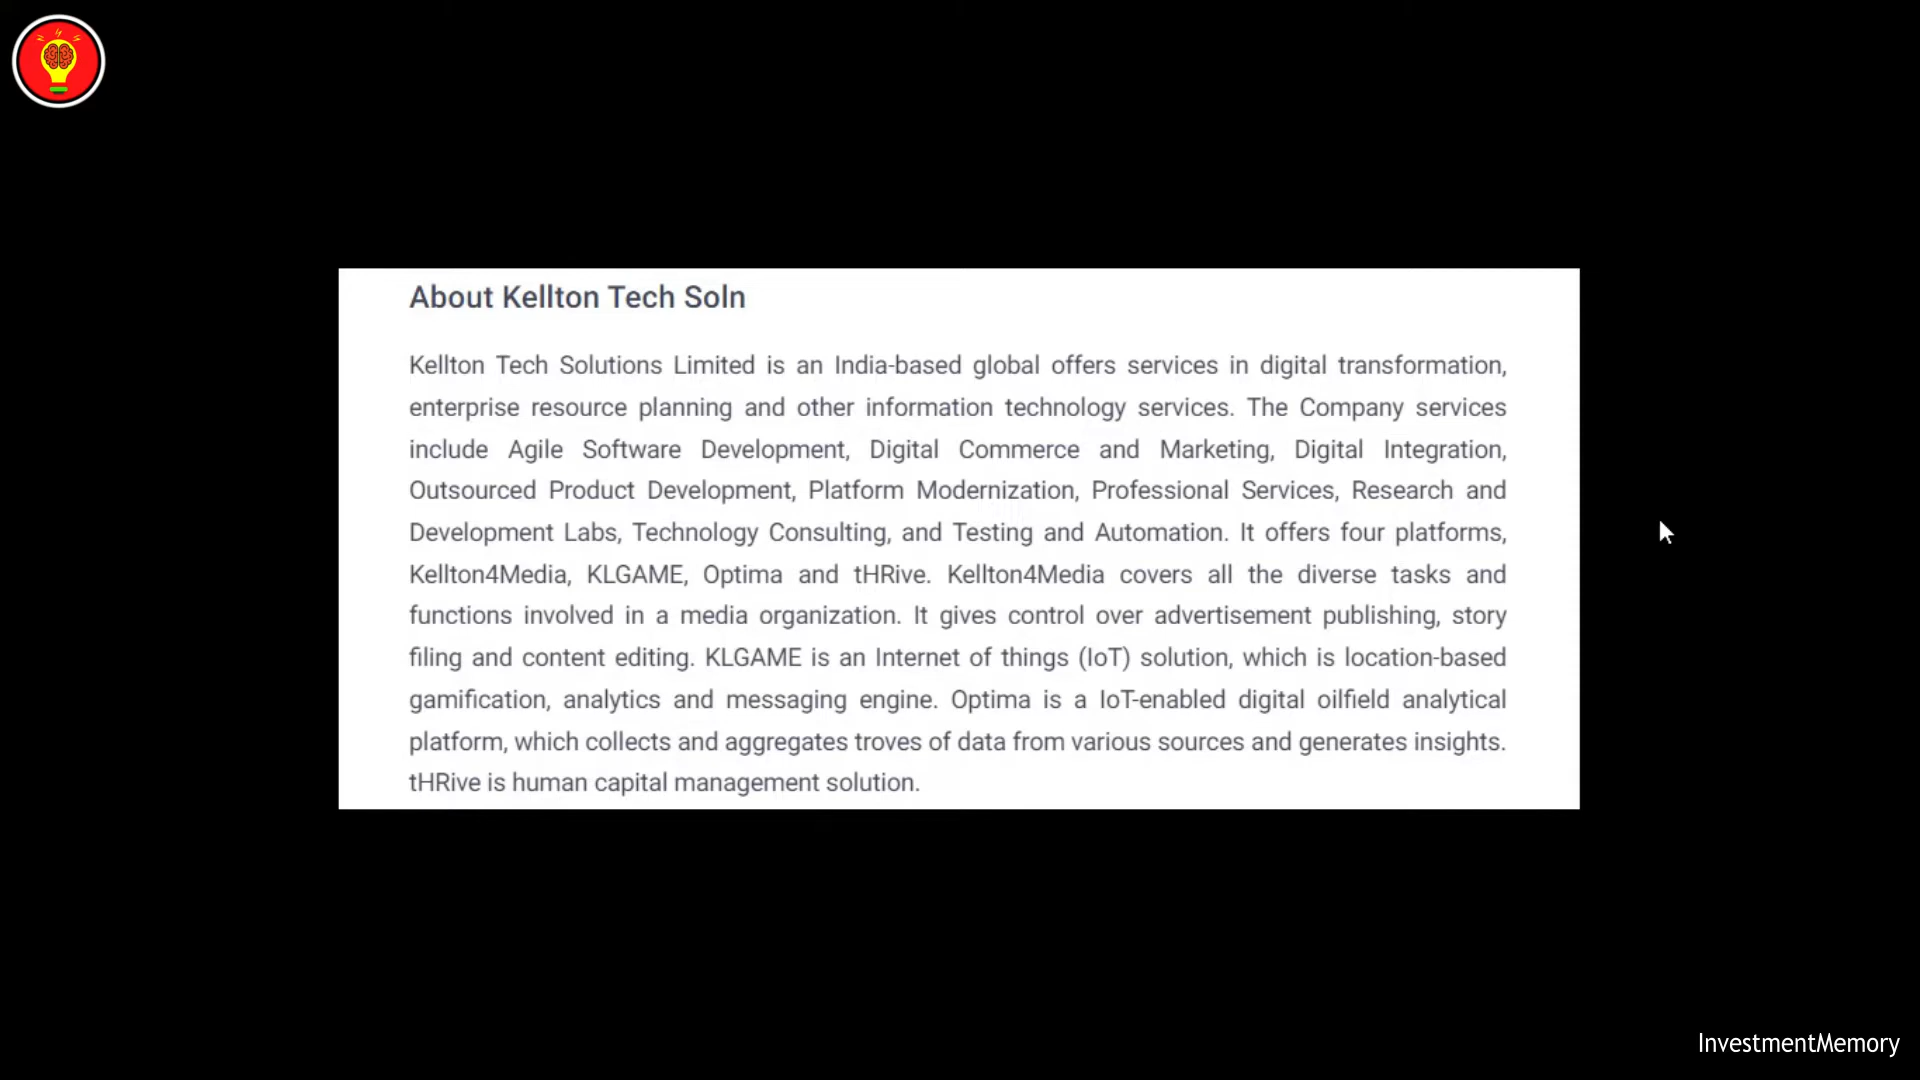 About Kellton Tech Soln
Kellton Tech Solutions Limited is an India-based global offers services in digital transformation,
enterprise resource planning and other information technology services. The Company services
include Agile Software Development, Digital Commerce and Marketing, Digital Integration,
Outsourced Product Development, Platform Modernization, Professional Services, Research and
Development Labs, Technology Consulting, and Testing and Automation. It offers four platforms,
Kellton4Media, KLGAME, Optima and tHRive. Kellton4Media covers all the diverse tasks and
functions involved in a media organization. It gives control over advertisement publishing, story
filing and content editing. KLGAME is an Internet of things (IoT) solution, which is location-based
gamification, analytics and messaging engine. Optima is a IoT-enabled digital oilfield analytical
platform, which collects and aggregates troves of data from various sources and generates insights.
tHRive is human capital management solution.
InvestmentMemory